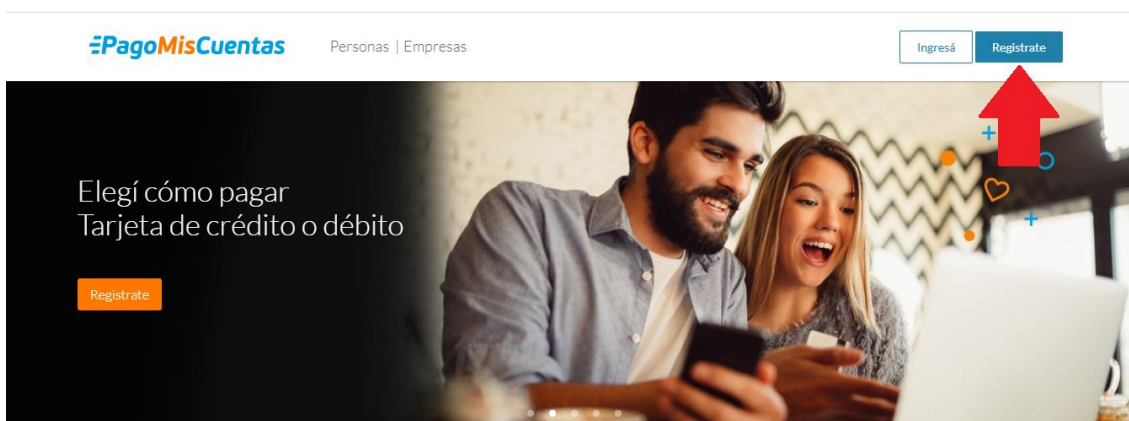 PagoMisCuentas
Personas | Empresas
Ingresá
Registrate
Elegí cómo pagar
Tarjeta de crédito o débito
Registrate